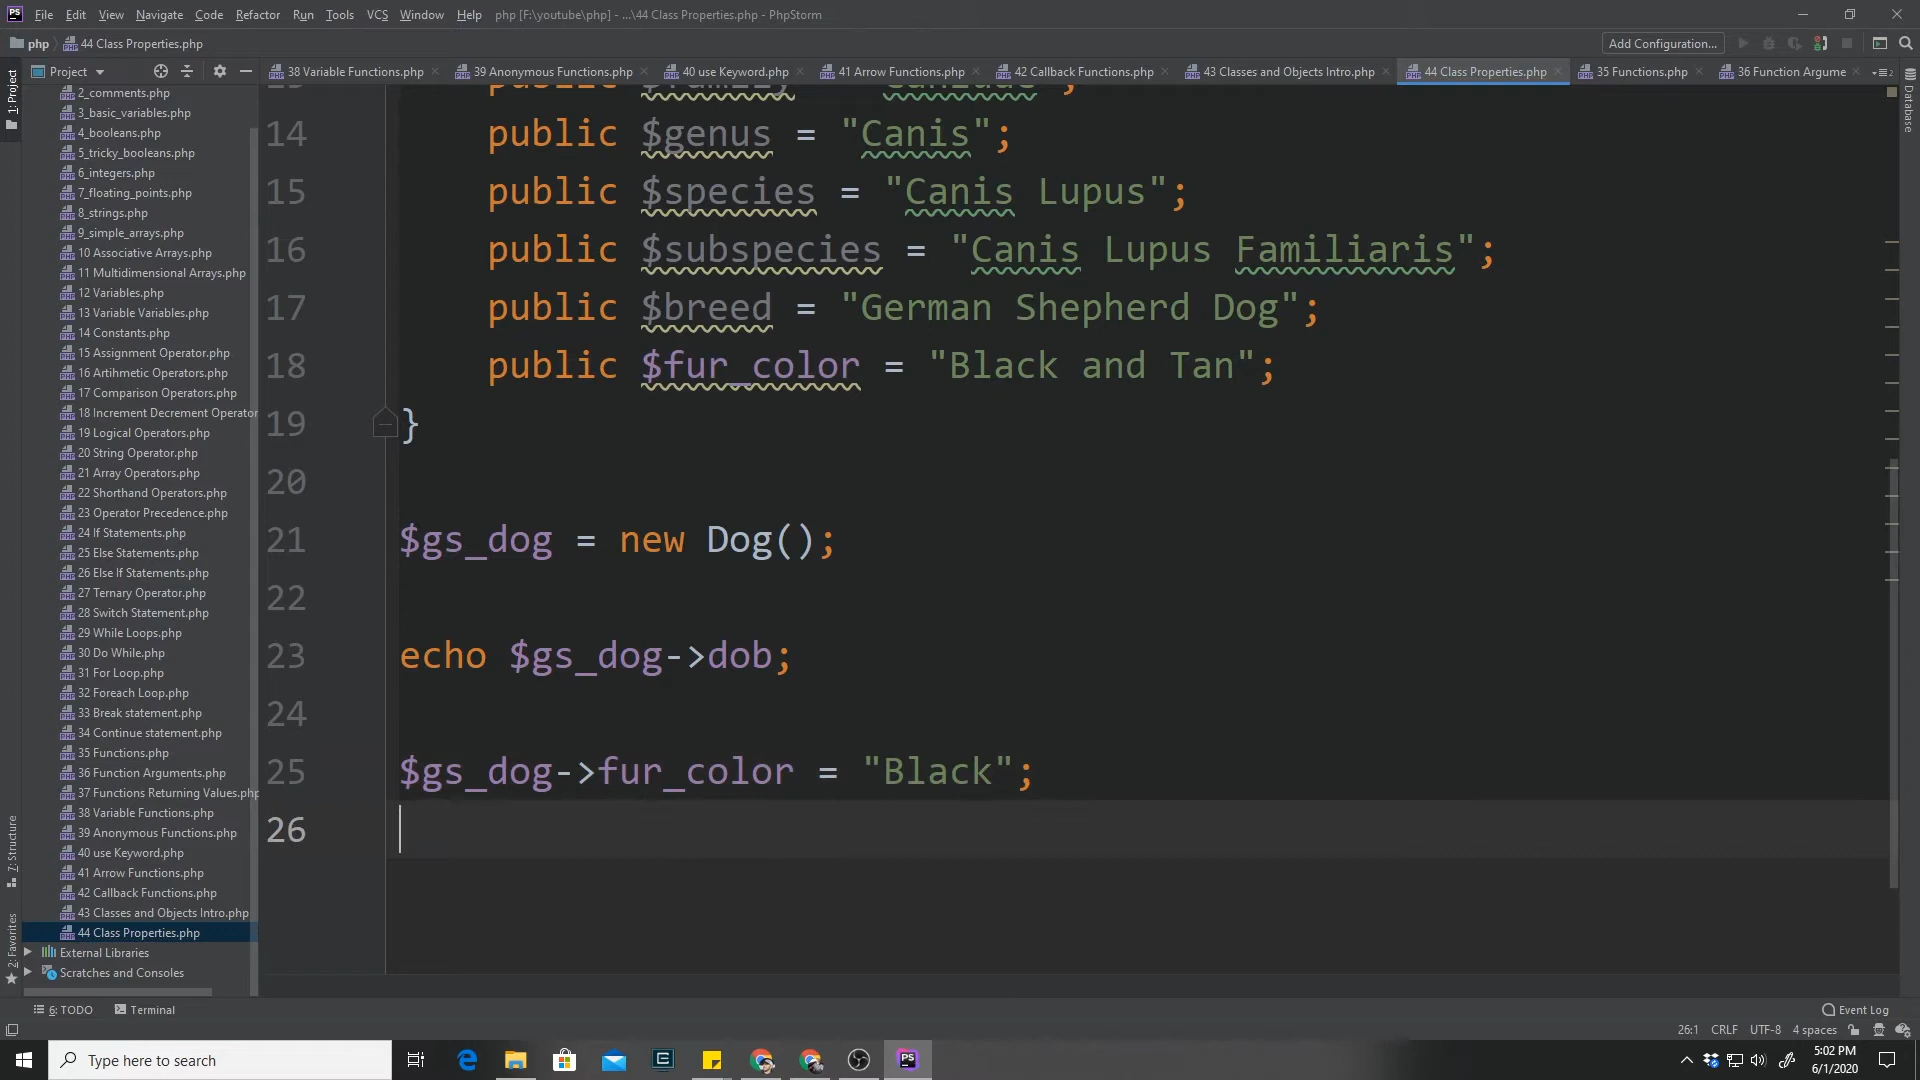 File Edit View Navigate Code Refactor Run Tools VCS Window Help php [F:\youtube\php] - ...\44 Class Properties.php - PhpStorm
php 44 Class Properties.php Add Configuration...
Project
38 Variable Functions.php 39 Anonymous Functions.php 40 use Keyword.php 41 Arrow Functions.php 42 Callback Functions.php 43 Classes and Objects Intro.php 44 Class Properties.php 35 Functions.php 36 Function Argume
1: Project
7: Structure
2: Favorites
Database
2_comments.php
3_basic_variables.php
4_booleans.php
5_tricky_booleans.php
6_integers.php
7_floating_points.php
8_strings.php
9_simple_arrays.php
10 Associative Arrays.php
11 Multidimensional Arrays.php
12 Variables.php
13 Variable Variables.php
14 Constants.php
15 Assignment Operator.php
16 Artihmetic Operators.php
17 Comparison Operators.php
18 Increment Decrement Operator
19 Logical Operators.php
20 String Operator.php
21 Array Operators.php
22 Shorthand Operators.php
23 Operator Precedence.php
24 If Statements.php
25 Else Statements.php
26 Else If Statements.php
27 Ternary Operator.php
28 Switch Statement.php
29 While Loops.php
30 Do While.php
31 For Loop.php
32 Foreach Loop.php
33 Break statement.php
34 Continue statement.php
35 Functions.php
36 Function Arguments.php
37 Functions Returning Values.php
38 Variable Functions.php
39 Anonymous Functions.php
40 use Keyword.php
41 Arrow Functions.php
42 Callback Functions.php
43 Classes and Objects Intro.php
44 Class Properties.php
External Libraries
Scratches and Consoles
14 public $genus = "Canis";
15 public $species = "Canis Lupus";
16 public $subspecies = "Canis Lupus Familiaris";
17 public $breed = "German Shepherd Dog";
18 public $fur_color = "Black and Tan";
19 }
20
21 $gs_dog = new Dog();
22
23 echo $gs_dog->dob;
24
25 $gs_dog->fur_color = "Black";
26
6: TODO Terminal Event Log
26:1 CRLF UTF-8 4 spaces
Type here to search
5:02 PM
6/1/2020